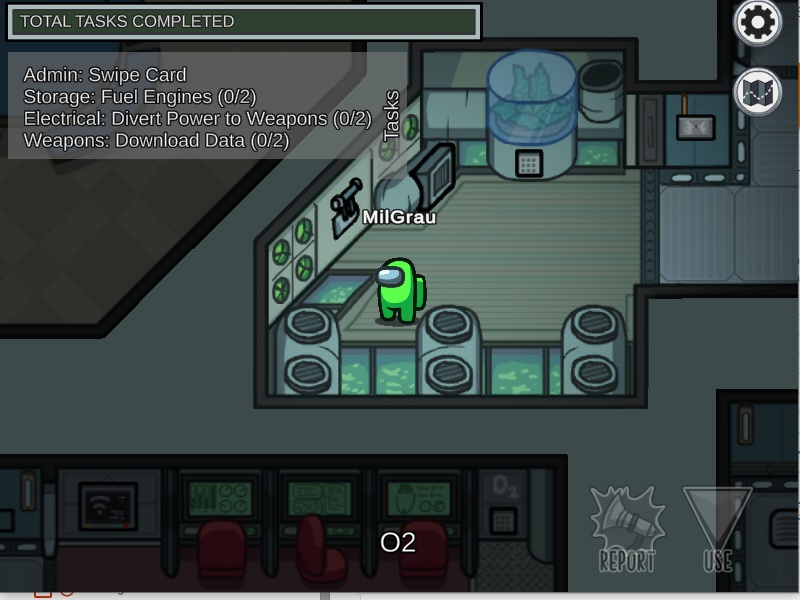 TOTAL TASKS COMPLETED
Admin: Swipe Card
Storage: Fuel Engines (0/2)
Electrical: Divert Power to Weapons (0/2)
Weapons: Download Data (0/2)
Tasks
MilGrau
O2
O2
REPORT
USE